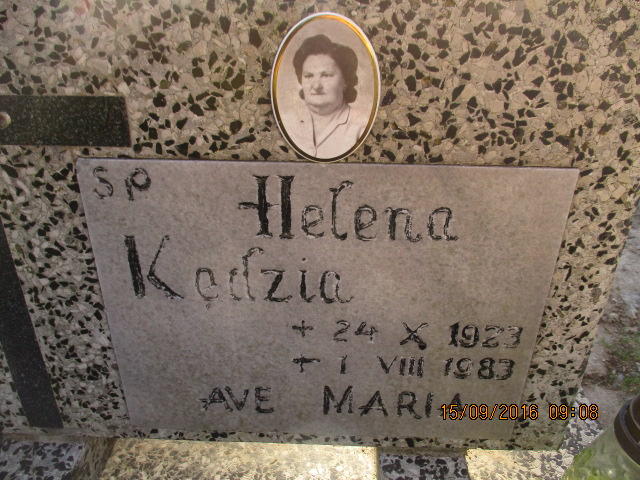 SP Helena
Kędzia
+ 24 X 1923
+ 1 VIII 1983
AVE MARIA
15/09/2016 09:08